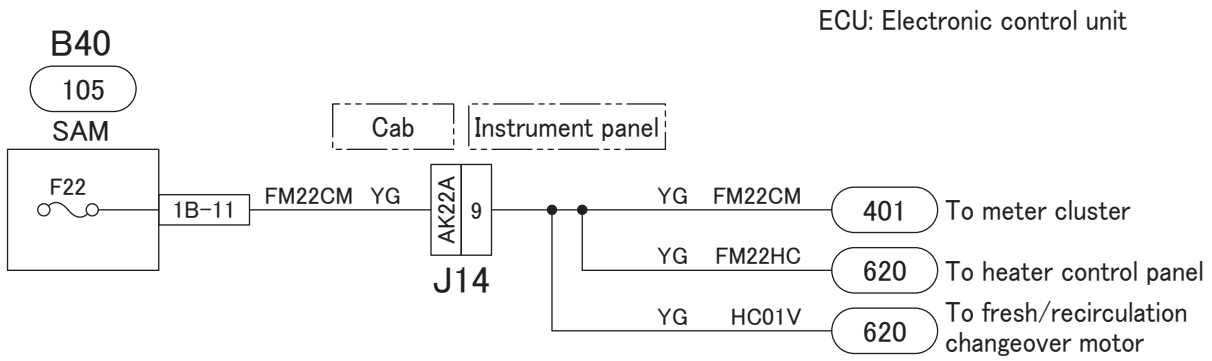 ECU: Electronic control unit
B40
105
SAM
F22
1B-11
FM22CM YG
Cab
Instrument panel
AK22A
9
J14
YG FM22CM
401
To meter cluster
YG FM22HC
620
To heater control panel
YG HC01V
620
To fresh/recirculation
changeover motor